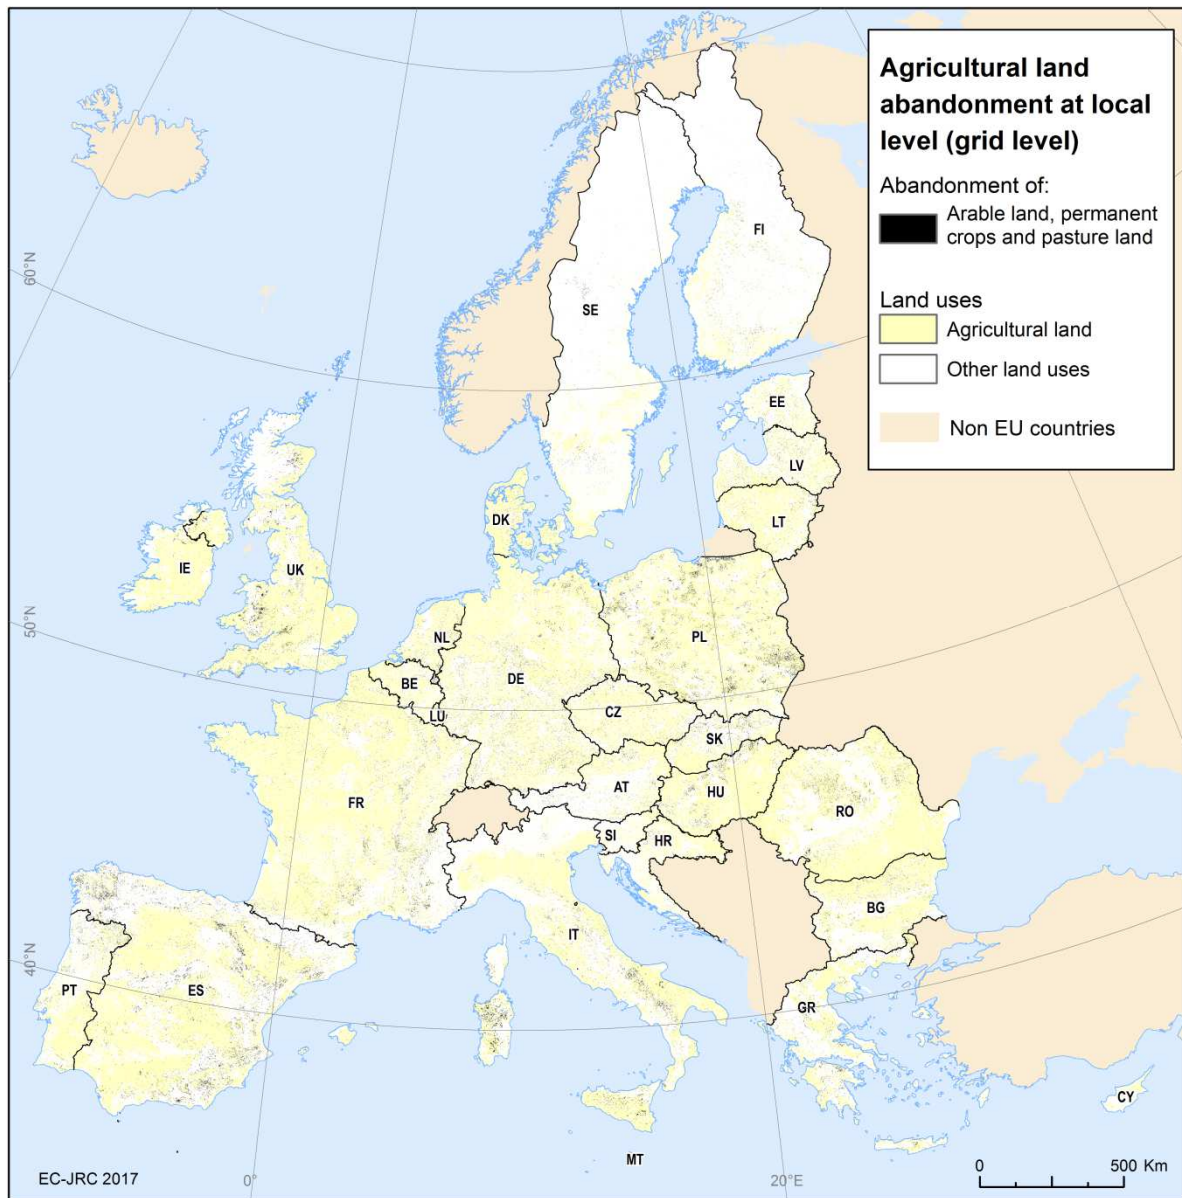 Agricultural land
abandonment at local
level (grid level)
Abandonment of:
Arable land, permanent
crops and pasture land
Land uses
Agricultural land
Other land uses
Non EU countries
60°N
50°N
40°N
FI
SE
EE
LV
LT
DK
IE
UK
NL
PL
BE
DE
LU
CZ
SK
FR
AT
HU
RO
SI
HR
BG
IT
PT
ES
GR
CY
MT
EC-JRC 2017
0°
20°E
0
500 Km